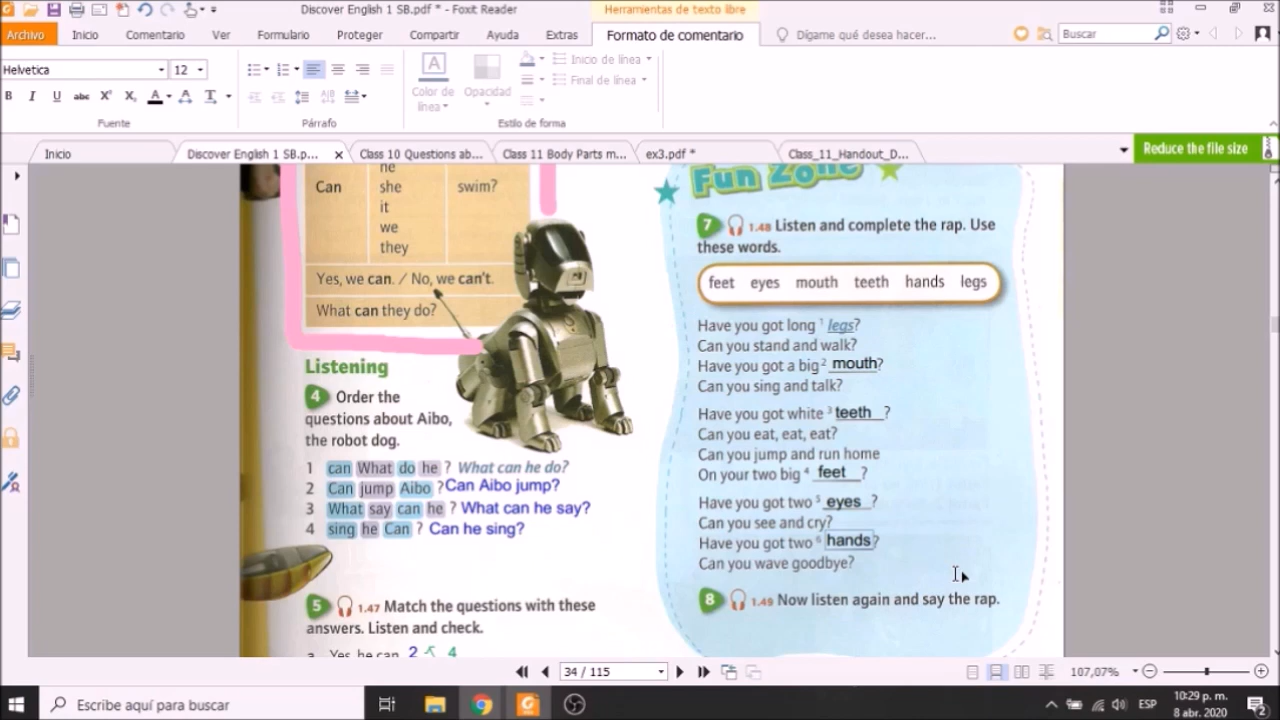 Discover English 1 SB.pdf * - Foxit Reader
Herramientas de texto libre
Archivo Inicio Comentario Ver Formulario Proteger Compartir Ayuda Extras Formato de comentario Dígame qué desea hacer... Buscar
Helvetica 12
Color de línea Opacidad Inicio de línea
Final de línea
Fuente Párrafo Estilo de forma
Inicio Discover English 1 SB.p... Class 10 Questions ab... Class 11 Body Parts m... ex3.pdf * Class_11_Handout_D... Reduce the file size
he
Can she swim?
it
we
they
Yes, we can. / No, we can't.
What can they do?
Listening
4 Order the
questions about Aibo,
the robot dog.
1 can What do he ? What can he do?
2 Can jump Aibo ? Can Aibo jump?
3 What say can he ? What can he say?
4 sing he Can ? Can he sing?
5 1.47 Match the questions with these
answers. Listen and check.
a Yes, he can. 2 4
Fun Zone
7 1.48 Listen and complete the rap. Use
these words.
feet eyes mouth teeth hands legs
Have you got long 1 legs?
Can you stand and walk?
Have you got a big 2 mouth?
Can you sing and talk?
Have you got white 3 teeth ?
Can you eat, eat, eat?
Can you jump and run home
On your two big 4 feet ?
Have you got two 5 eyes ?
Can you see and cry?
Have you got two 6 hands?
Can you wave goodbye?
8 1.49 Now listen again and say the rap.
34 / 115
107,07%
Escribe aquí para buscar
ESP
10:29 p. m.
8 abr. 2020
2